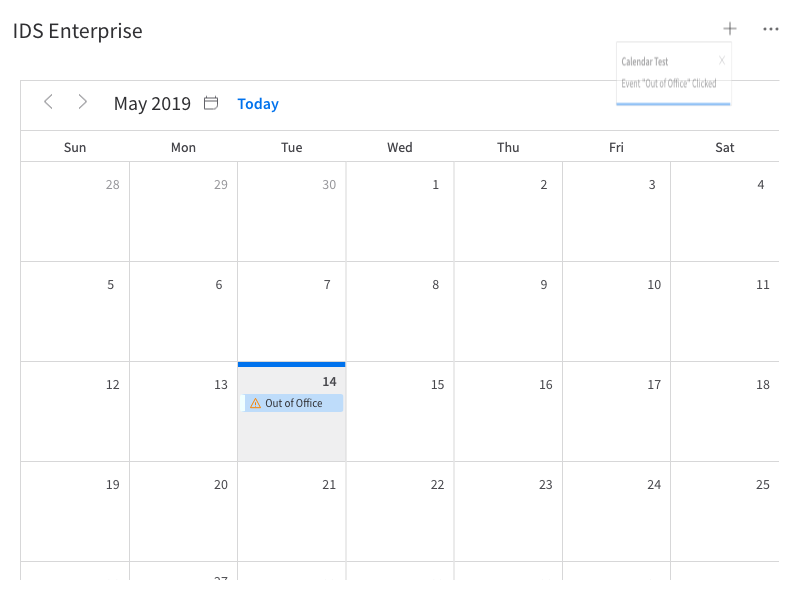 IDS Enterprise
Calendar Test X
Event "Out of Office" Clicked
May 2019 Today
Sun Mon Tue Wed Thu Fri Sat
28 29 30 1 2 3 4
5 6 7 8 9 10 11
12 13 14 15 16 17 18
Out of Office
19 20 21 22 23 24 25
27